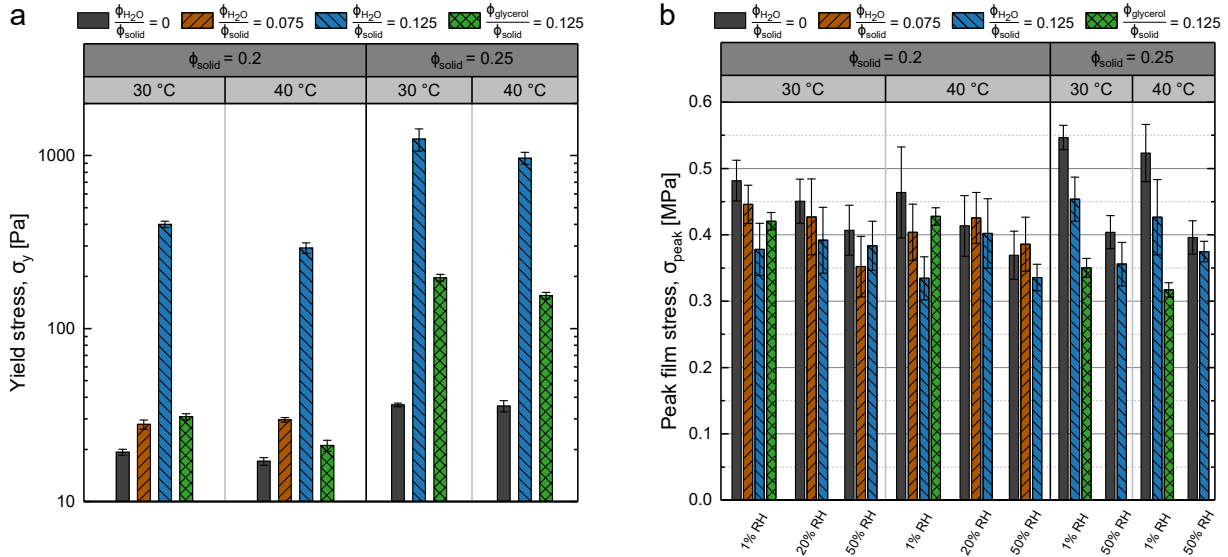 a
ϕH2O/ϕsolid = 0
ϕH2O/ϕsolid = 0.075
ϕH2O/ϕsolid = 0.125
ϕglycerol/ϕsolid = 0.125
ϕsolid = 0.2
ϕsolid = 0.25
30 °C
40 °C
30 °C
40 °C
Yield stress, σy [Pa]
1000
100
10
b
ϕH2O/ϕsolid = 0
ϕH2O/ϕsolid = 0.075
ϕH2O/ϕsolid = 0.125
ϕglycerol/ϕsolid = 0.125
ϕsolid = 0.2
ϕsolid = 0.25
30 °C
40 °C
30 °C
40 °C
Peak film stress, σpeak [MPa]
0.6
0.5
0.4
0.3
0.2
0.1
0.0
1% RH
20% RH
50% RH
1% RH
20% RH
50% RH
1% RH
50% RH
1% RH
50% RH